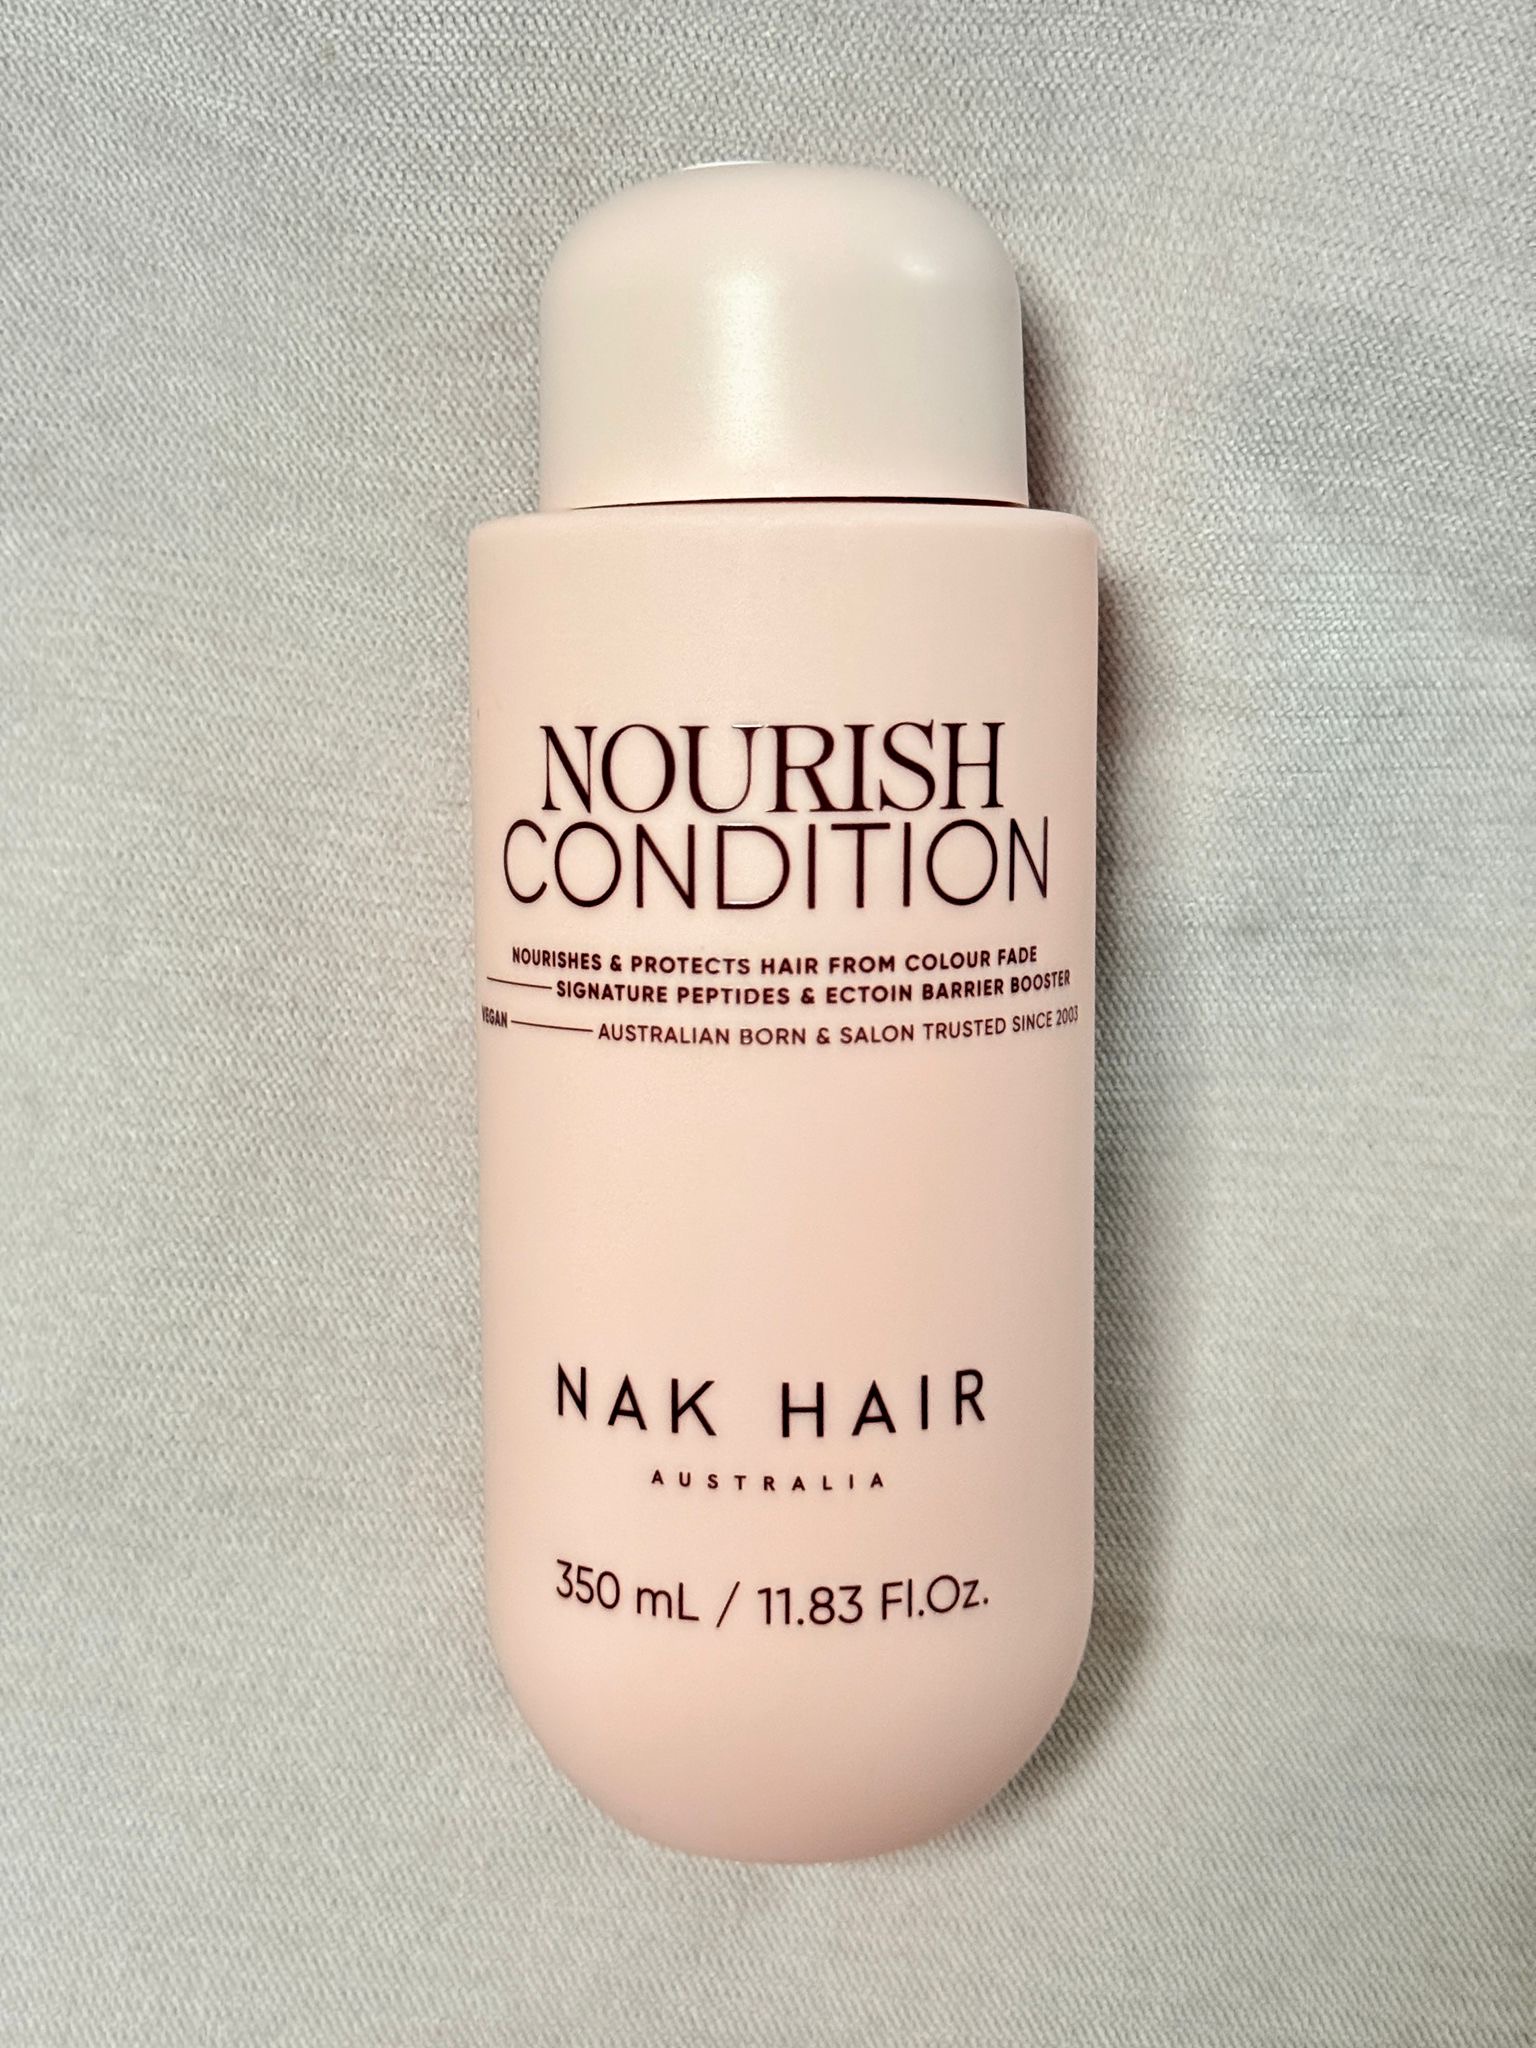 NOURISH
CONDITION
NOURISHES & PROTECTS HAIR FROM COLOUR FADE
SIGNATURE PEPTIDES & ECTOIN BARRIER BOOSTER
VEGAN AUSTRALIAN BORN & SALON TRUSTED SINCE 2003
NAK HAIR
AUSTRALIA
350 mL / 11.83 Fl.Oz.